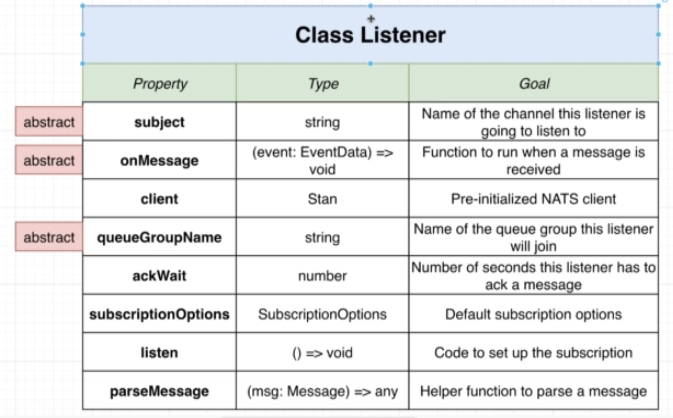 Class Listener
Property Type Goal
abstract subject string Name of the channel this listener is
going to listen to
abstract onMessage (event: EventData) =>
void Function to run when a message is
received
client Stan Pre-initialized NATS client
abstract queueGroupName string Name of the queue group this listener
will join
ackWait number Number of seconds this listener has to
ack a message
subscriptionOptions SubscriptionOptions Default subscription options
listen () => void Code to set up the subscription
parseMessage (msg: Message) => any Helper function to parse a message